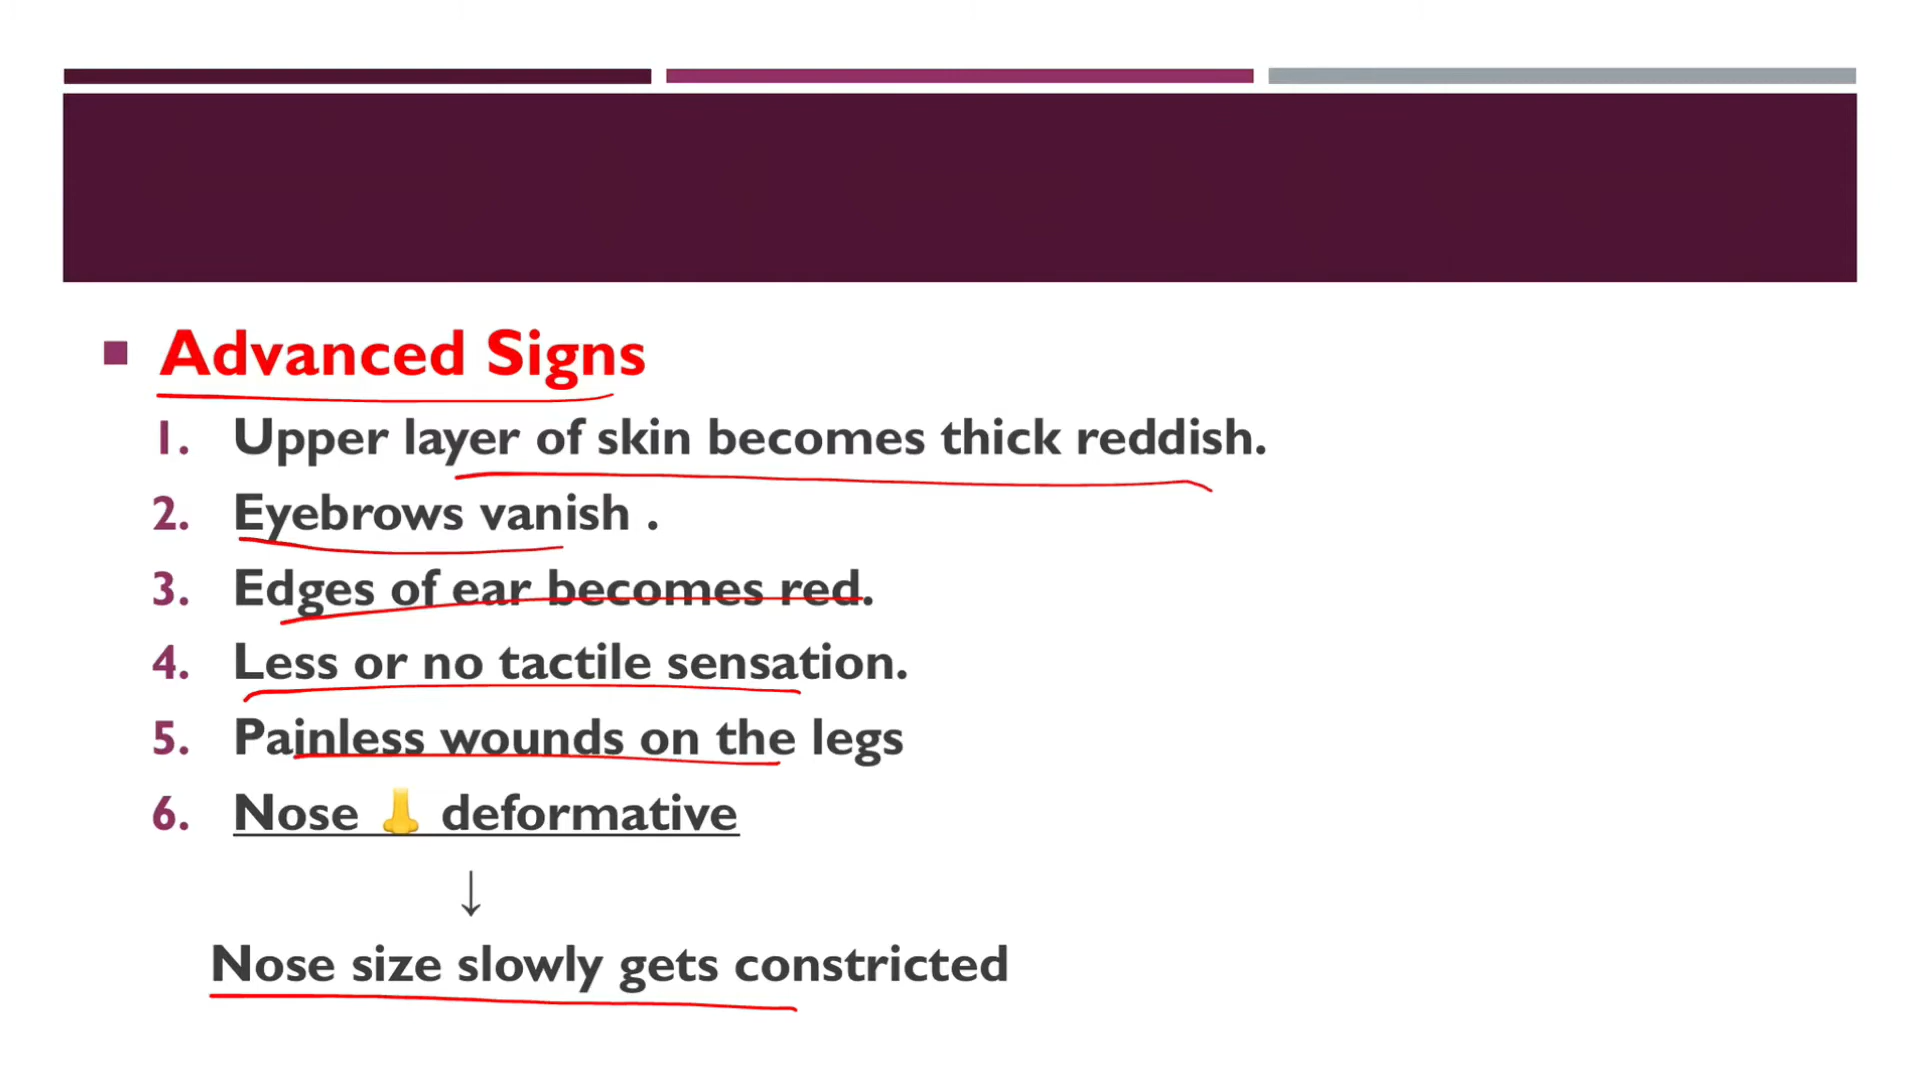 Advanced Signs
1. Upper layer of skin becomes thick reddish.
2. Eyebrows vanish .
3. Edges of ear becomes red.
4. Less or no tactile sensation.
5. Painless wounds on the legs
6. Nose 👃 deformative
↓
Nose size slowly gets constricted